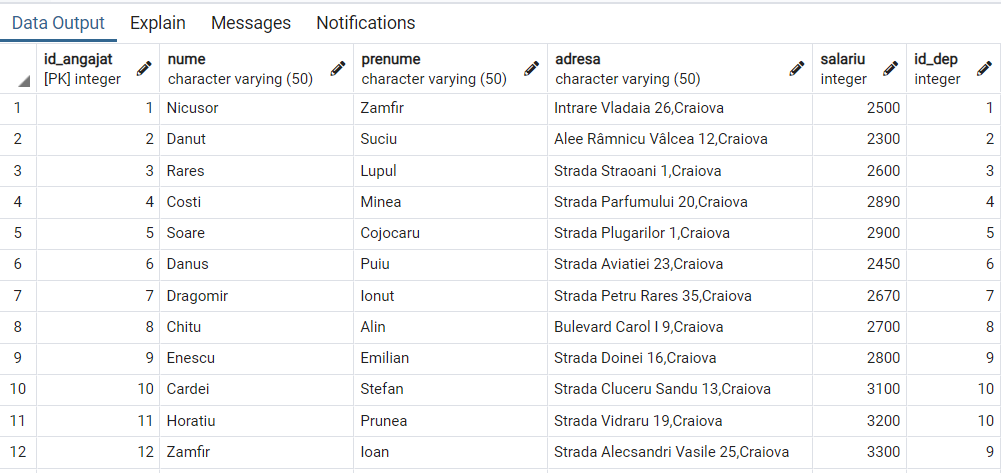 Data Output Explain Messages Notifications
id_angajat nume prenume adresa salariu id_dep
[PK] integer character varying (50) character varying (50) character varying (50) integer integer
1 1 Nicusor Zamfir Intrare Vladaia 26,Craiova 2500 1
2 2 Danut Suciu Alee Râmnicu Vâlcea 12,Craiova 2300 2
3 3 Rares Lupul Strada Straoani 1,Craiova 2600 3
4 4 Costi Minea Strada Parfumului 20,Craiova 2890 4
5 5 Soare Cojocaru Strada Plugarilor 1,Craiova 2900 5
6 6 Danus Puiu Strada Aviatiei 23,Craiova 2450 6
7 7 Dragomir Ionut Strada Petru Rares 35,Craiova 2670 7
8 8 Chitu Alin Bulevard Carol I 9,Craiova 2700 8
9 9 Enescu Emilian Strada Doinei 16,Craiova 2800 9
10 10 Cardei Stefan Strada Cluceru Sandu 13,Craiova 3100 10
11 11 Horatiu Prunea Strada Vidraru 19,Craiova 3200 10
12 12 Zamfir Ioan Strada Alecsandri Vasile 25,Craiova 3300 9